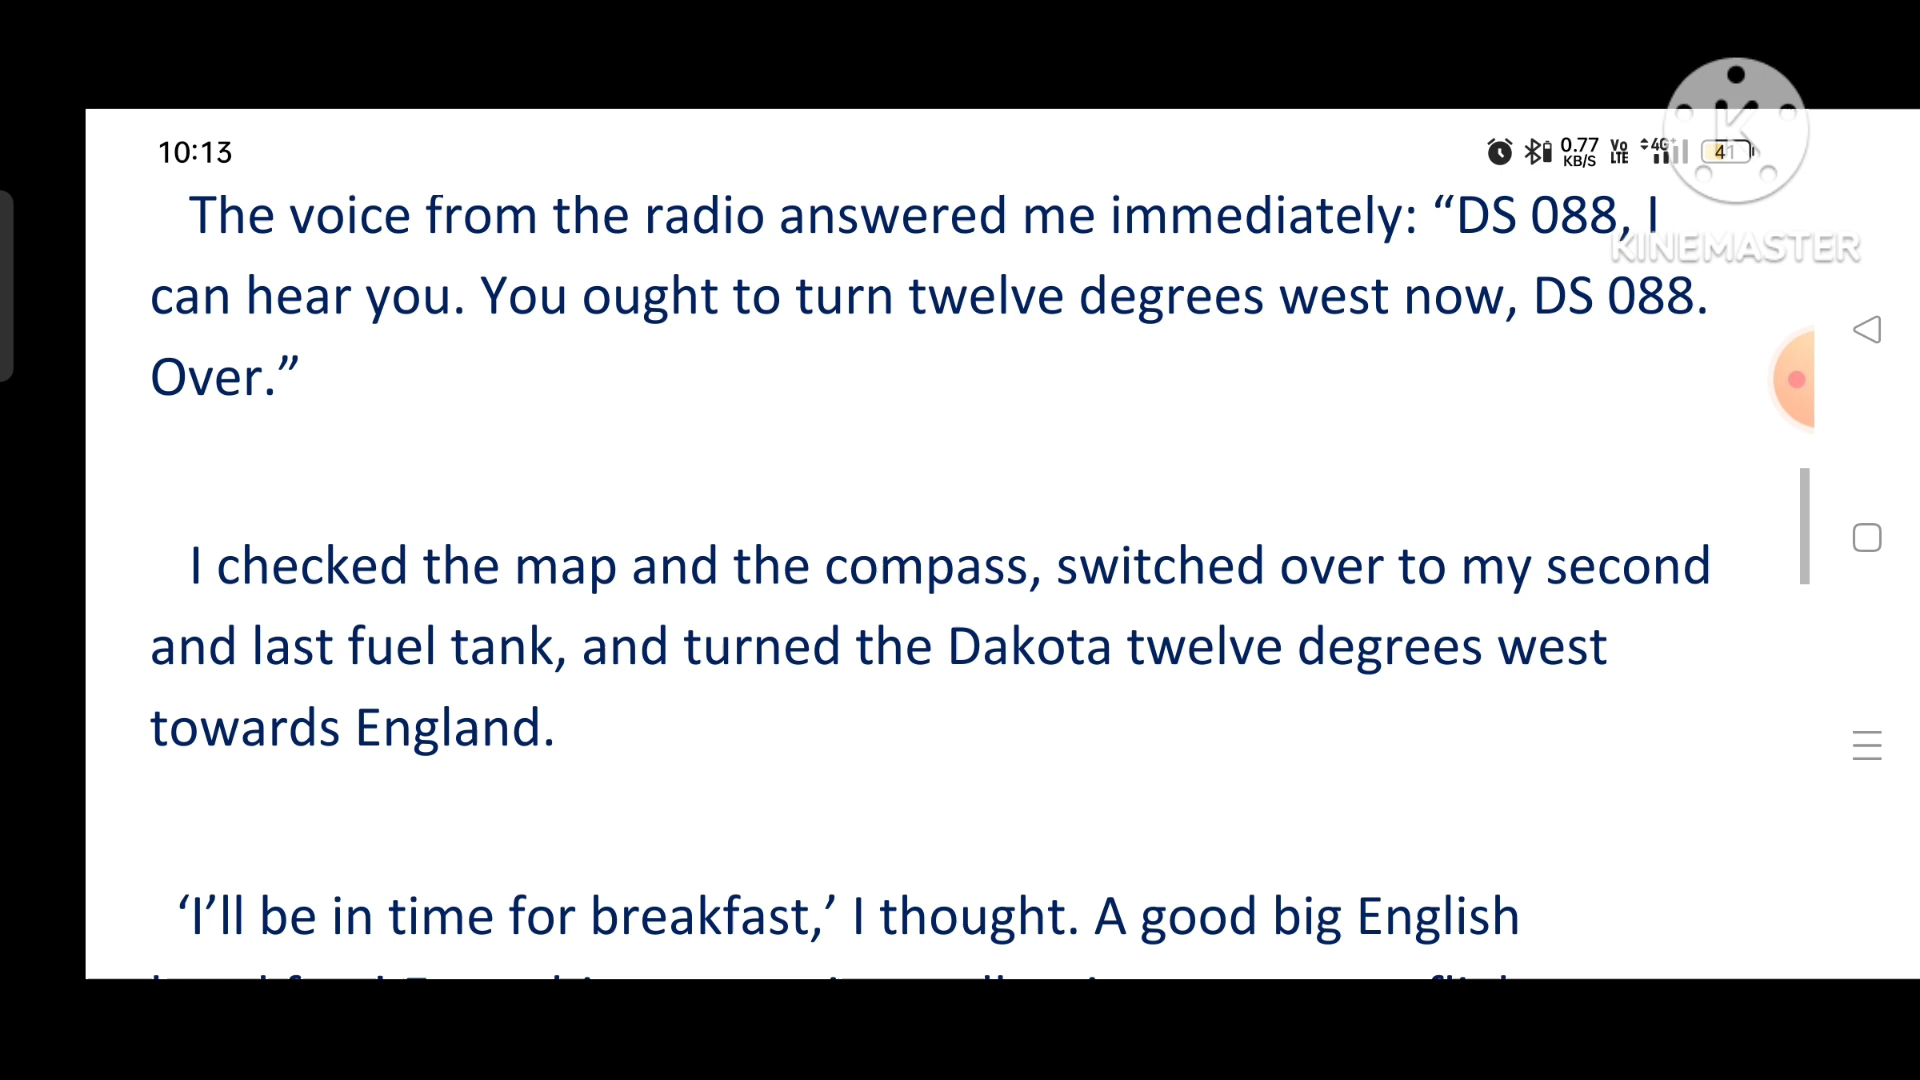 10:13
0.77 KB/S Vo LTE 4G 41
The voice from the radio answered me immediately: “DS 088, I
KINEMASTER
can hear you. You ought to turn twelve degrees west now, DS 088.
Over.”
I checked the map and the compass, switched over to my second
and last fuel tank, and turned the Dakota twelve degrees west
towards England.
‘I’ll be in time for breakfast,’ I thought. A good big English